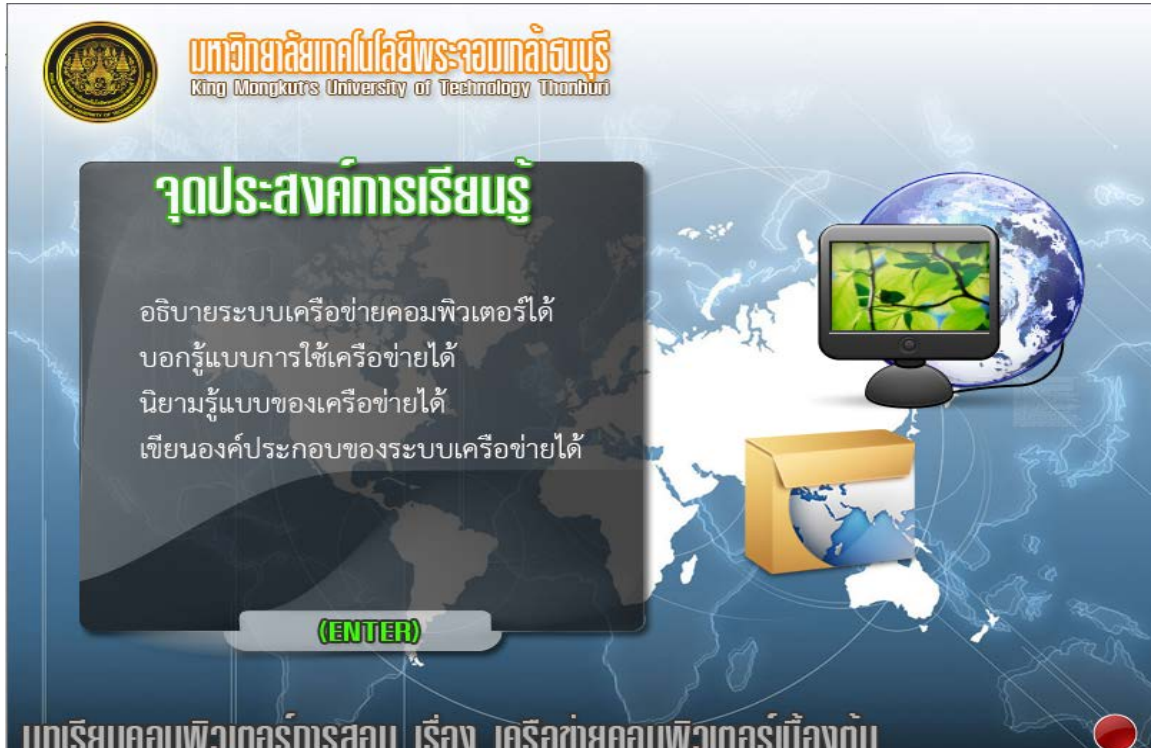 มหาวิทยาลัยเทคโนโลยีพระจอมเกล้าธนบุรี
King Mongkut's University of Technology Thonburi
จุดประสงค์การเรียนรู้
อธิบายระบบเครือข่ายคอมพิวเตอร์ได้
บอกรู้แบบการใช้เครือข่ายได้
นิยามรู้แบบของเครือข่ายได้
เขียนองค์ประกอบของระบบเครือข่ายได้
(ENTER)
บทเรียนคอมพิวเตอร์การสอน เรื่อง เครือข่ายคอมพิวเตอร์เบื้องต้น